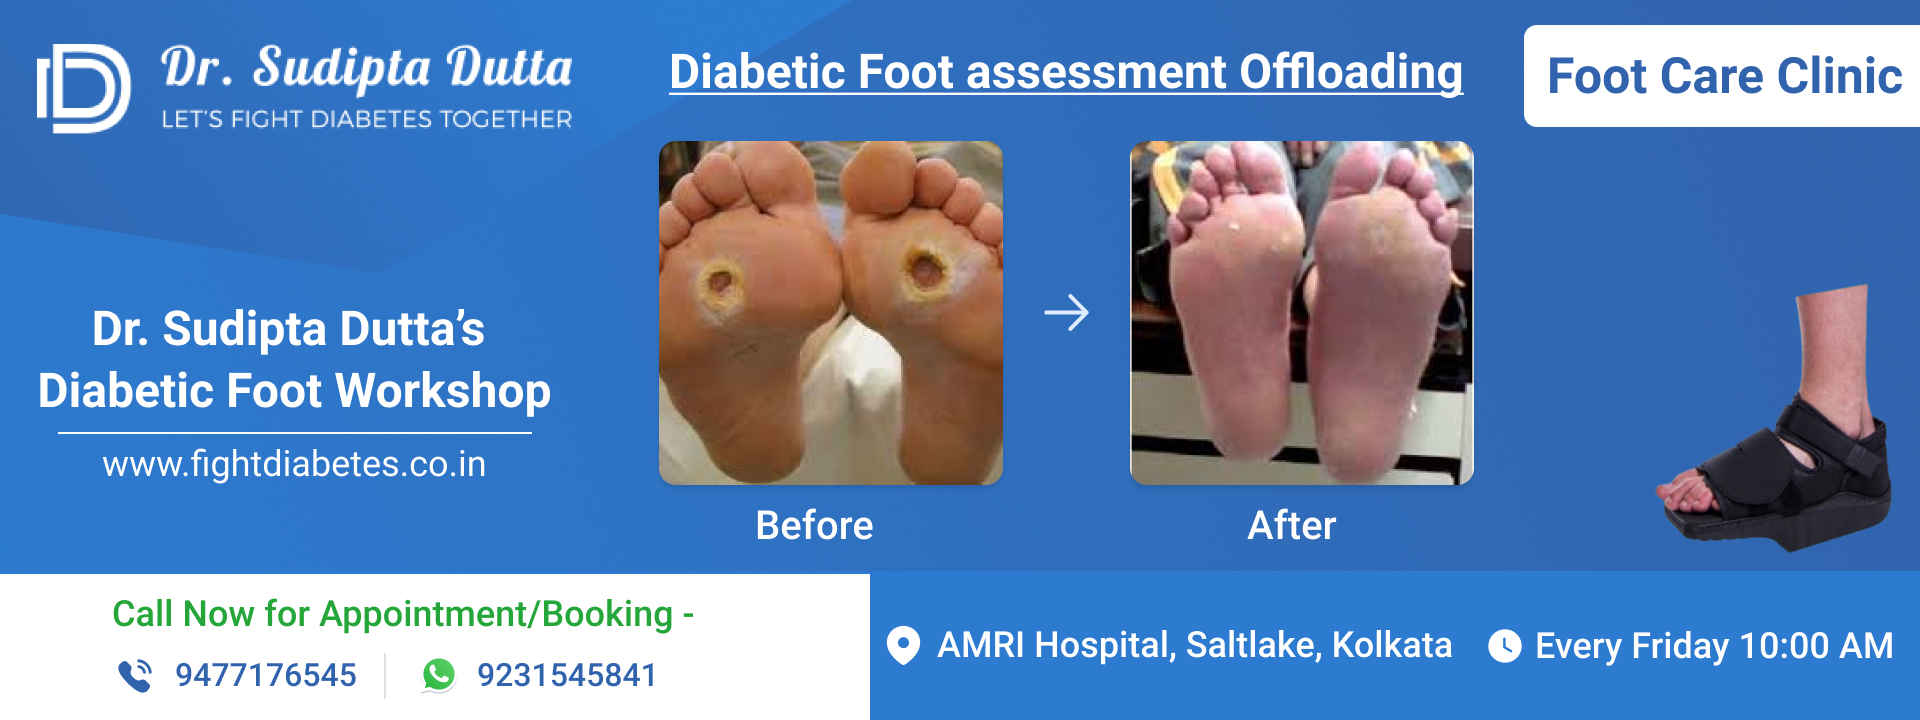 Dr. Sudipta Dutta
LET'S FIGHT DIABETES TOGETHER
Diabetic Foot assessment Offloading
Foot Care Clinic
Dr. Sudipta Dutta’s
Diabetic Foot Workshop
www.fightdiabetes.co.in
Before
After
Call Now for Appointment/Booking -
9477176545
9231545841
AMRI Hospital, Saltlake, Kolkata
Every Friday 10:00 AM